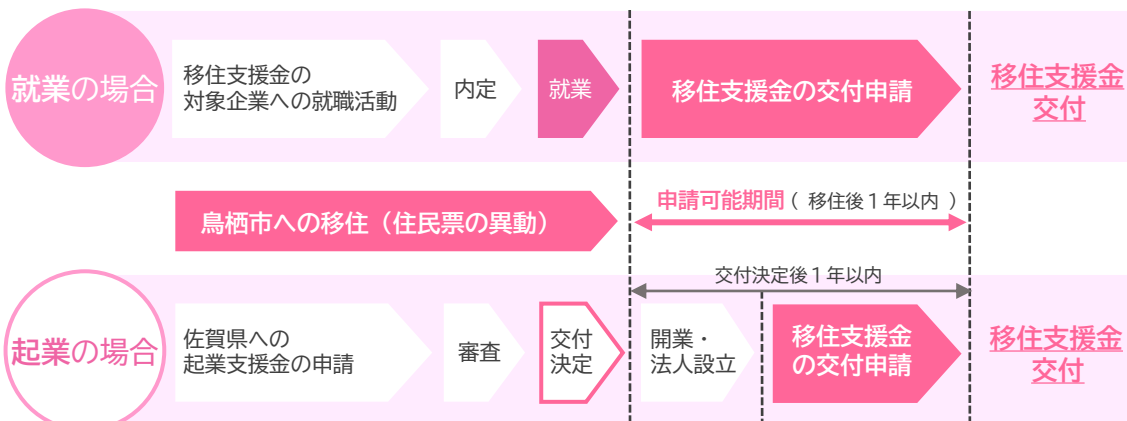 就業の場合
移住支援金の
対象企業への就職活動
内定
就業
移住支援金の交付申請
移住支援金
交付
鳥栖市への移住（住民票の異動）
申請可能期間（ 移住後１年以内 ）
交付決定後１年以内
起業の場合
佐賀県への
起業支援金の申請
審査
交付
決定
開業・
法人設立
移住支援金
の交付申請
移住支援金
交付